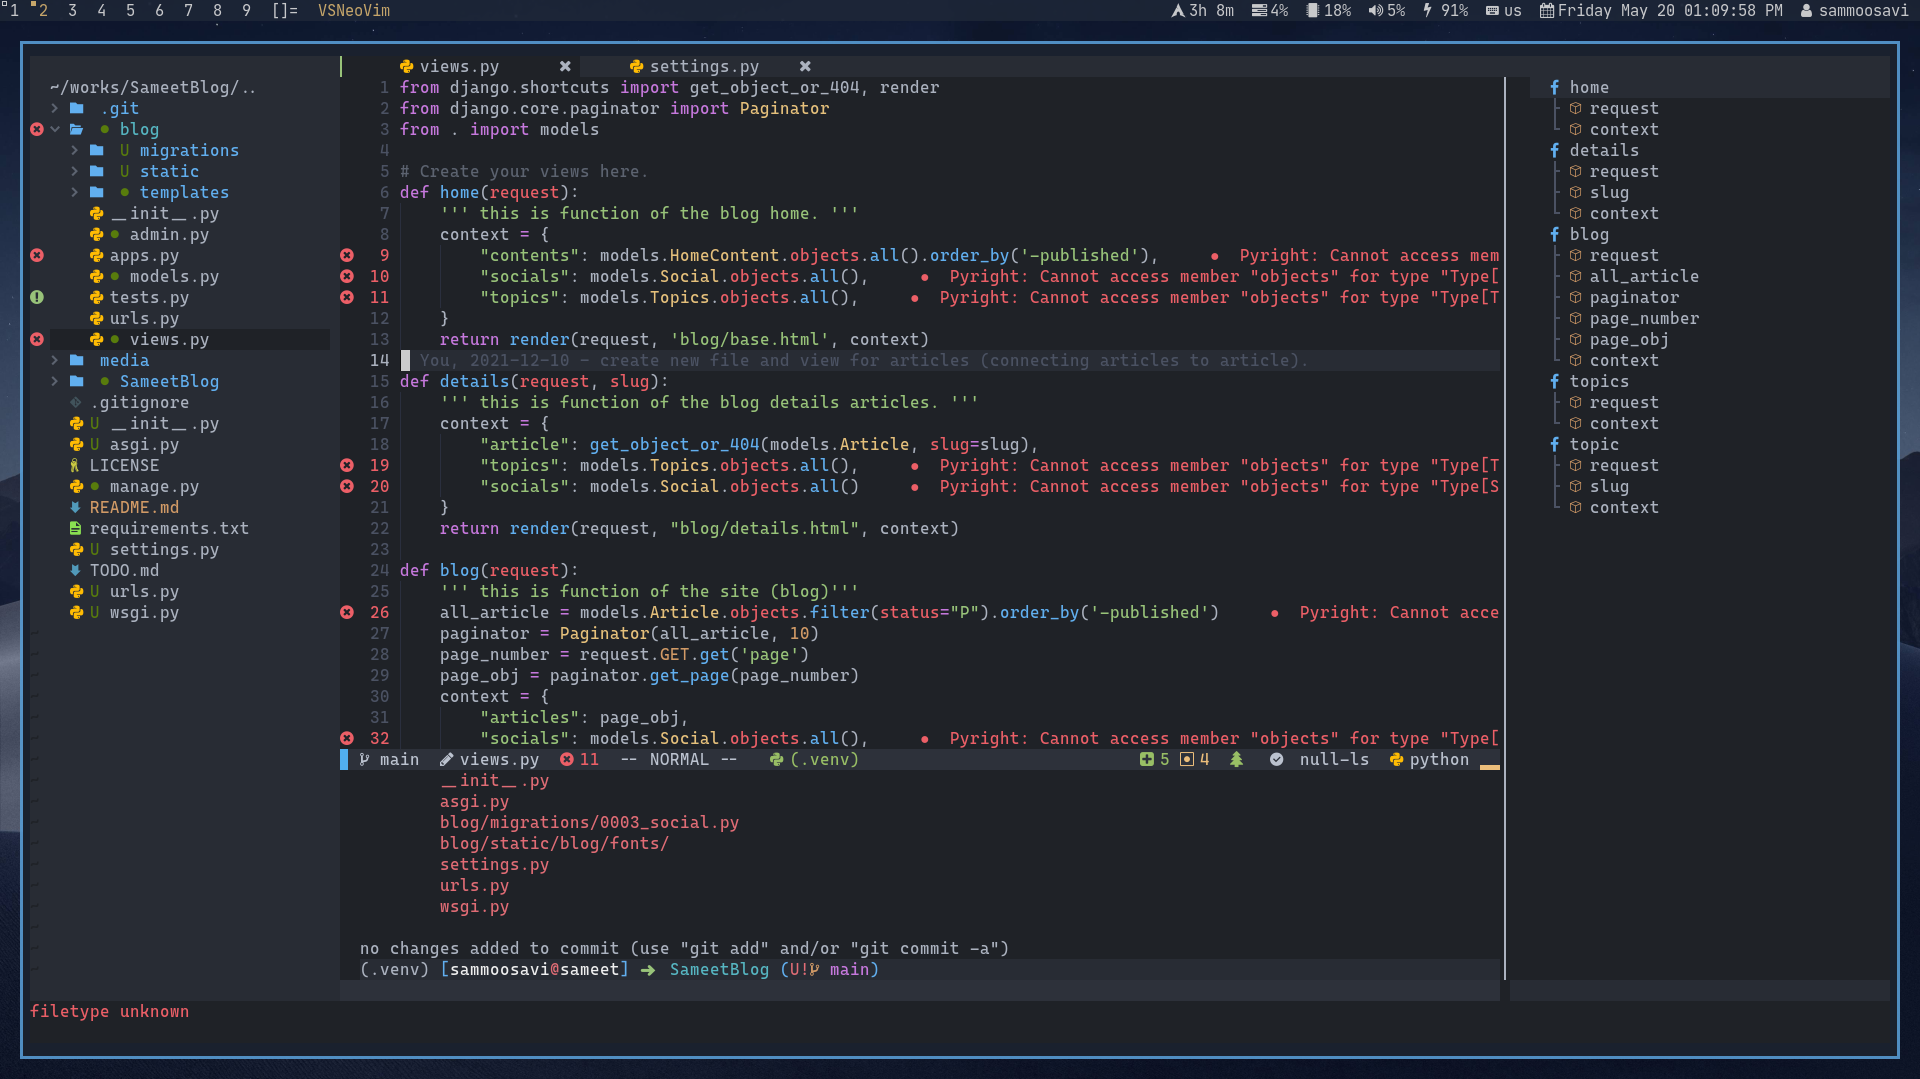 1 2 3 4 5 6 7 8 9 []= VSNeoVim
3h 8m 4% 18% 5% 91% us Friday May 20 01:09:58 PM sammoosavi
~/works/SameetBlog/..
.git
blog
U migrations
U static
templates
__init__.py
admin.py
apps.py
models.py
tests.py
urls.py
views.py
media
SameetBlog
.gitignore
U __init__.py
U asgi.py
LICENSE
manage.py
README.md
requirements.txt
U settings.py
TODO.md
U urls.py
U wsgi.py
views.py settings.py
1 from django.shortcuts import get_object_or_404, render
2 from django.core.paginator import Paginator
3 from . import models
4
5 # Create your views here.
6 def home(request):
7 ''' this is function of the blog home. '''
8 context = {
9 "contents": models.HomeContent.objects.all().order_by('-published'), ● Pyright: Cannot access mem
10 "socials": models.Social.objects.all(), ● Pyright: Cannot access member "objects" for type "Type[
11 "topics": models.Topics.objects.all(), ● Pyright: Cannot access member "objects" for type "Type[T
12 }
13 return render(request, 'blog/base.html', context)
14 You, 2021-12-10 - create new file and view for articles (connecting articles to article).
15 def details(request, slug):
16 ''' this is function of the blog details articles. '''
17 context = {
18 "article": get_object_or_404(models.Article, slug=slug),
19 "topics": models.Topics.objects.all(), ● Pyright: Cannot access member "objects" for type "Type[T
20 "socials": models.Social.objects.all() ● Pyright: Cannot access member "objects" for type "Type[S
21 }
22 return render(request, "blog/details.html", context)
23
24 def blog(request):
25 ''' this is function of the site (blog)'''
26 all_article = models.Article.objects.filter(status="P").order_by('-published') ● Pyright: Cannot acce
27 paginator = Paginator(all_article, 10)
28 page_number = request.GET.get('page')
29 page_obj = paginator.get_page(page_number)
30 context = {
31 "articles": page_obj,
32 "socials": models.Social.objects.all(), ● Pyright: Cannot access member "objects" for type "Type[
main views.py 11 -- NORMAL -- (.venv) 5 4 null-ls python
__init__.py
asgi.py
blog/migrations/0003_social.py
blog/static/blog/fonts/
settings.py
urls.py
wsgi.py
no changes added to commit (use "git add" and/or "git commit -a")
(.venv) [sammoosavi@sameet] ➜ SameetBlog (U! main)
home
request
context
details
request
slug
context
blog
request
all_article
paginator
page_number
page_obj
context
topics
request
context
topic
request
slug
context
filetype unknown